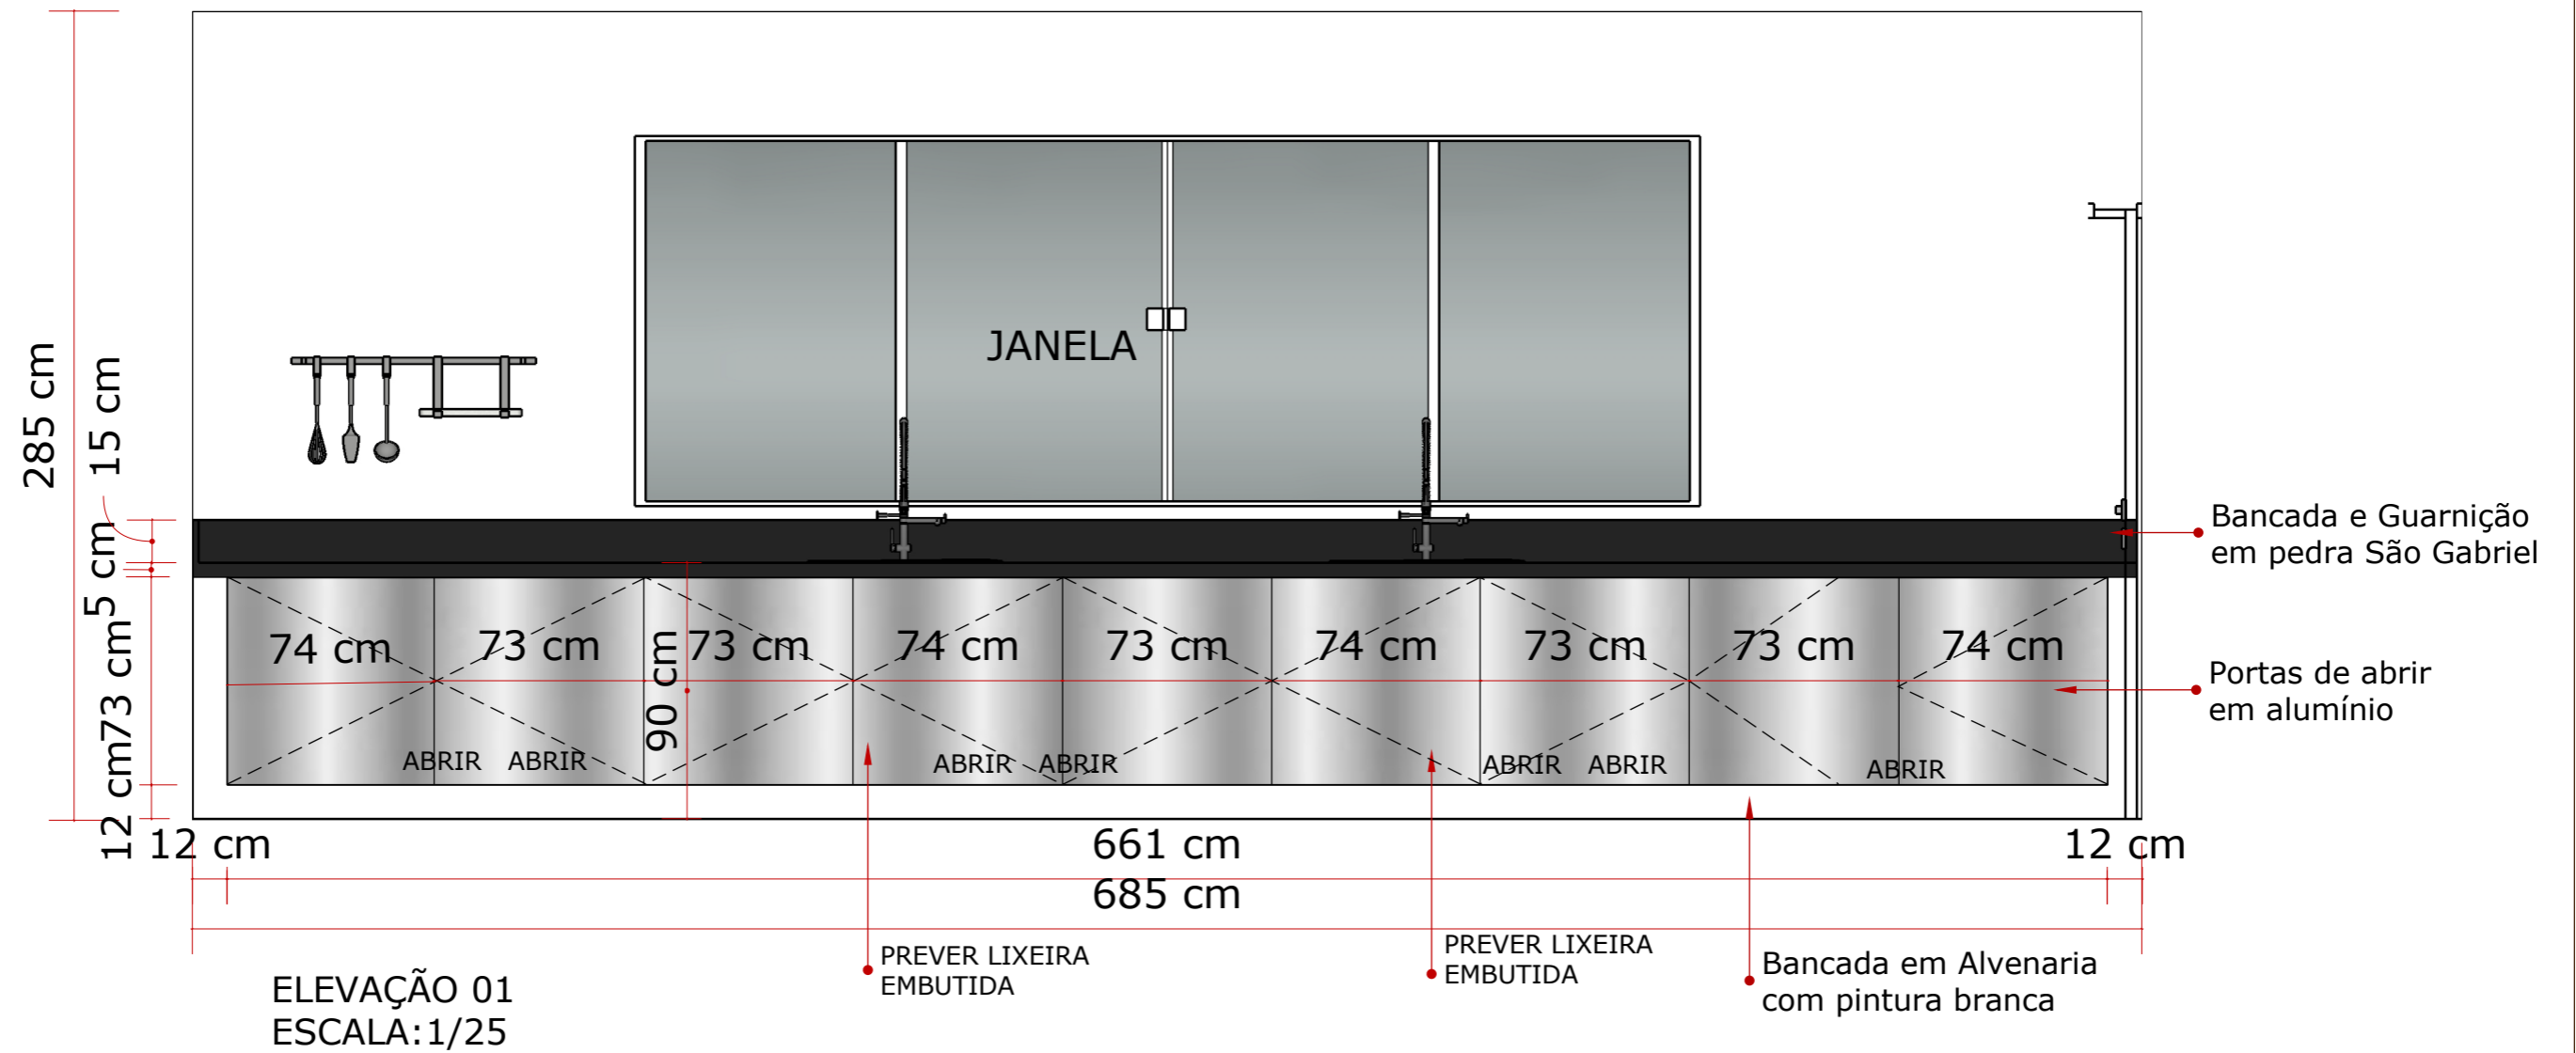 JANELA
285 cm
15 cm
5 cm
73 cm
12 cm
Bancada e Guarnição
em pedra São Gabriel
74 cm
73 cm
73 cm
74 cm
73 cm
74 cm
73 cm
73 cm
74 cm
90 cm
Portas de abrir
em alumínio
ABRIR
ABRIR
ABRIR
ABRIR
ABRIR
ABRIR
ABRIR
12 cm
661 cm
12 cm
685 cm
PREVER LIXEIRA
EMBUTIDA
PREVER LIXEIRA
EMBUTIDA
Bancada em Alvenaria
com pintura branca
ELEVAÇÃO 01
ESCALA:1/25